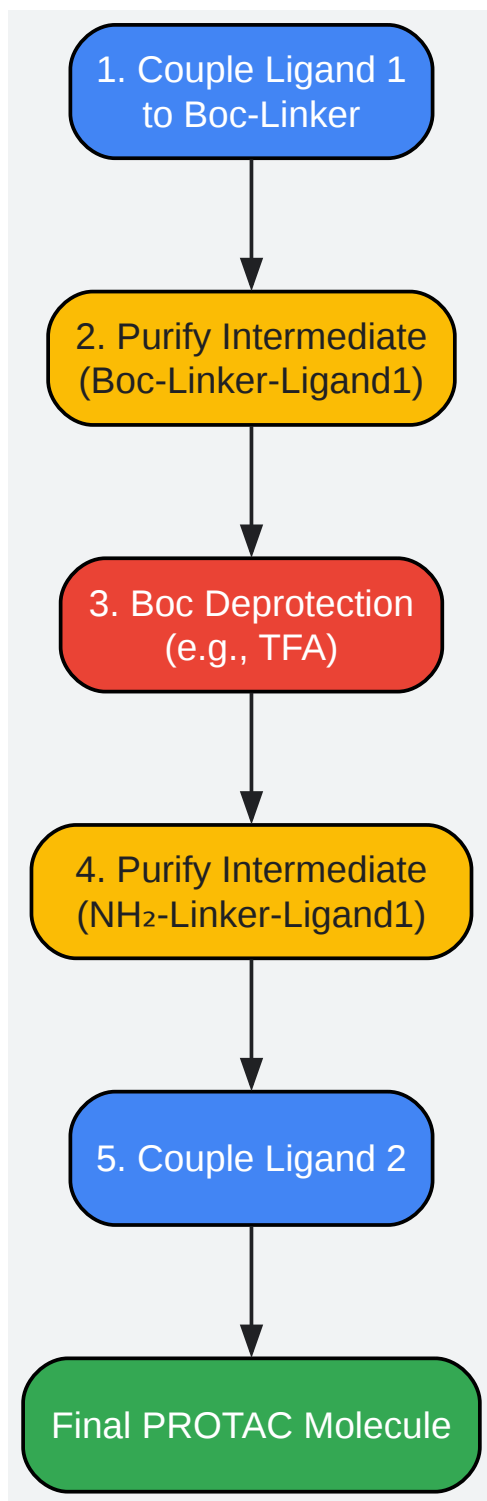 1. Couple Ligand 1
to Boc-Linker
2. Purify Intermediate
(Boc-Linker-Ligand1)
3. Boc Deprotection
(e.g., TFA)
4. Purify Intermediate
(NH₂-Linker-Ligand1)
5. Couple Ligand 2
Final PROTAC Molecule